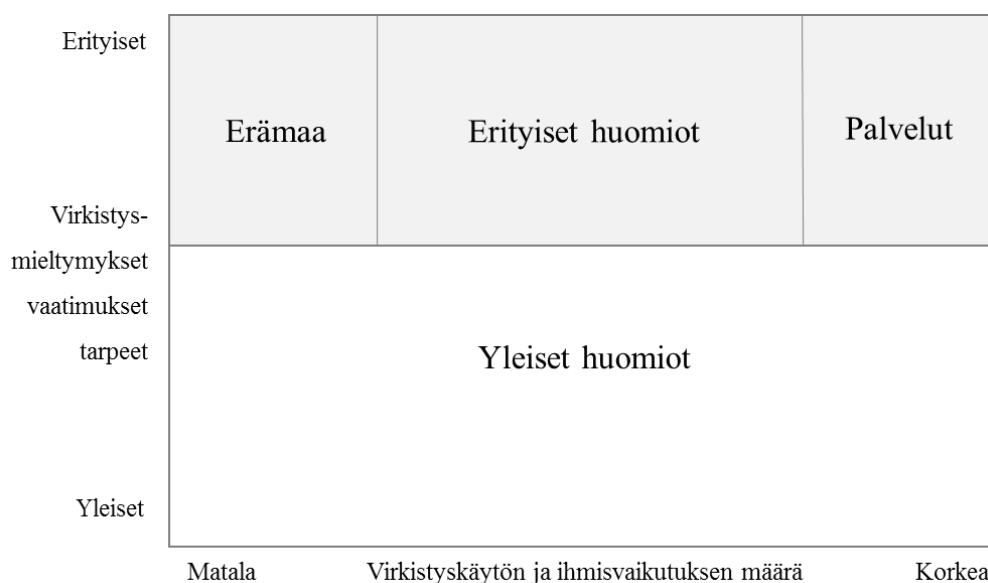 Erityiset
Erämaa
Erityiset huomiot
Palvelut
Virkistys-
mieltymykset
vaatimukset
tarpeet
Yleiset huomiot
Yleiset
Matala
Virkistyskäytön ja ihmisvaikutuksen määrä
Korkea